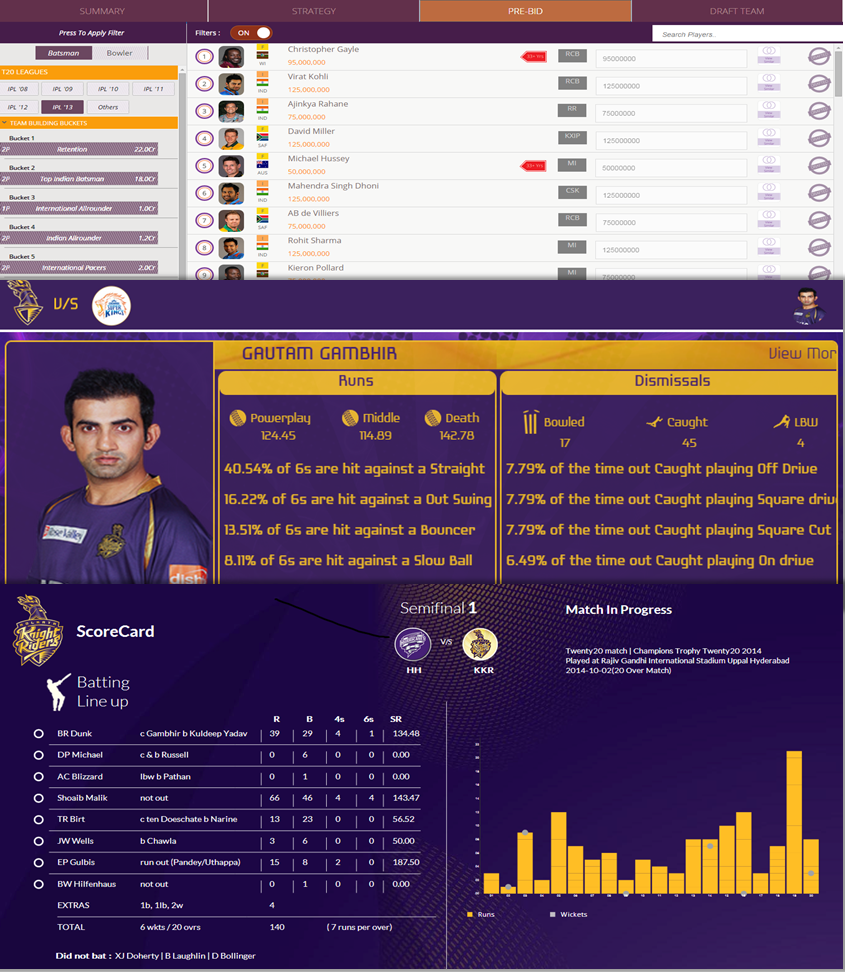 SUMMARY STRATEGY PRE-BID DRAFT TEAM
Press To Apply Filter Filters : ON Search Players..
Batsman Bowler
T20 LEAGUES
IPL '08 IPL '09 IPL '10 IPL '11
IPL '12 IPL '13 Others
TEAM BUILDING BUCKETS
Bucket 1
2P Retention 22.0Cr
Bucket 2
2P Top Indian Batsman 18.0Cr
Bucket 3
1P International Allrounder 1.0Cr
Bucket 4
2P Indian Allrounder 1.2Cr
Bucket 5
2P International Pacers 2.0Cr
1 WI Christopher Gayle 95,000,000 RCB 95000000
2 IND Virat Kohli 125,000,000 RCB 125000000
3 IND Ajinkya Rahane 75,000,000 RR 75000000
4 SAF David Miller 125,000,000 KXIP 125000000
5 AUS Michael Hussey 50,000,000 MI 50000000
6 IND Mahendra Singh Dhoni 125,000,000 CSK 125000000
7 SAF AB de Villiers 75,000,000 RCB 75000000
8 IND Rohit Sharma 125,000,000 MI 125000000
9 Kieron Pollard MI 75000000
V/S
GAUTAM GAMBHIR View Mor
Runs Dismissals
Powerplay Middle Death Bowled Caught LBW
124.45 114.89 142.78 17 45 4
40.54% of 6s are hit against a Straight
16.22% of 6s are hit against a Out Swing
13.51% of 6s are hit against a Bouncer
8.11% of 6s are hit against a Slow Ball
7.79% of the time out Caught playing Off Drive
7.79% of the time out Caught playing Square driv
7.79% of the time out Caught playing Square Cut
6.49% of the time out Caught playing On drive
dish
Knight Riders
ScoreCard
Semifinal 1
V/S
HH KKR
Match In Progress
Twenty20 match | Champions Trophy Twenty20 2014
Played at Rajiv Gandhi International Stadium Uppal Hyderabad
2014-10-02(20 Over Match)
Batting
Line up
R B 4s 6s SR
BR Dunk c Gambhir b Kuldeep Yadav 39 29 4 1 134.48
DP Michael c & b Russell 0 6 0 0 0.00
AC Blizzard lbw b Pathan 0 1 0 0 0.00
Shoaib Malik not out 66 46 4 4 143.47
TR Birt c ten Doeschate b Narine 13 23 0 0 56.52
JW Wells b Chawla 3 6 0 0 50.00
EP Gulbis run out (Pandey/Uthappa) 15 8 2 0 187.50
BW Hilfenhaus not out 0 1 0 0 0.00
EXTRAS 1b, 1lb, 2w 4
TOTAL 6 wkts / 20 ovrs 140 ( 7 runs per over)
Did not bat : XJ Doherty | B Laughlin | D Bollinger
Runs Wickets